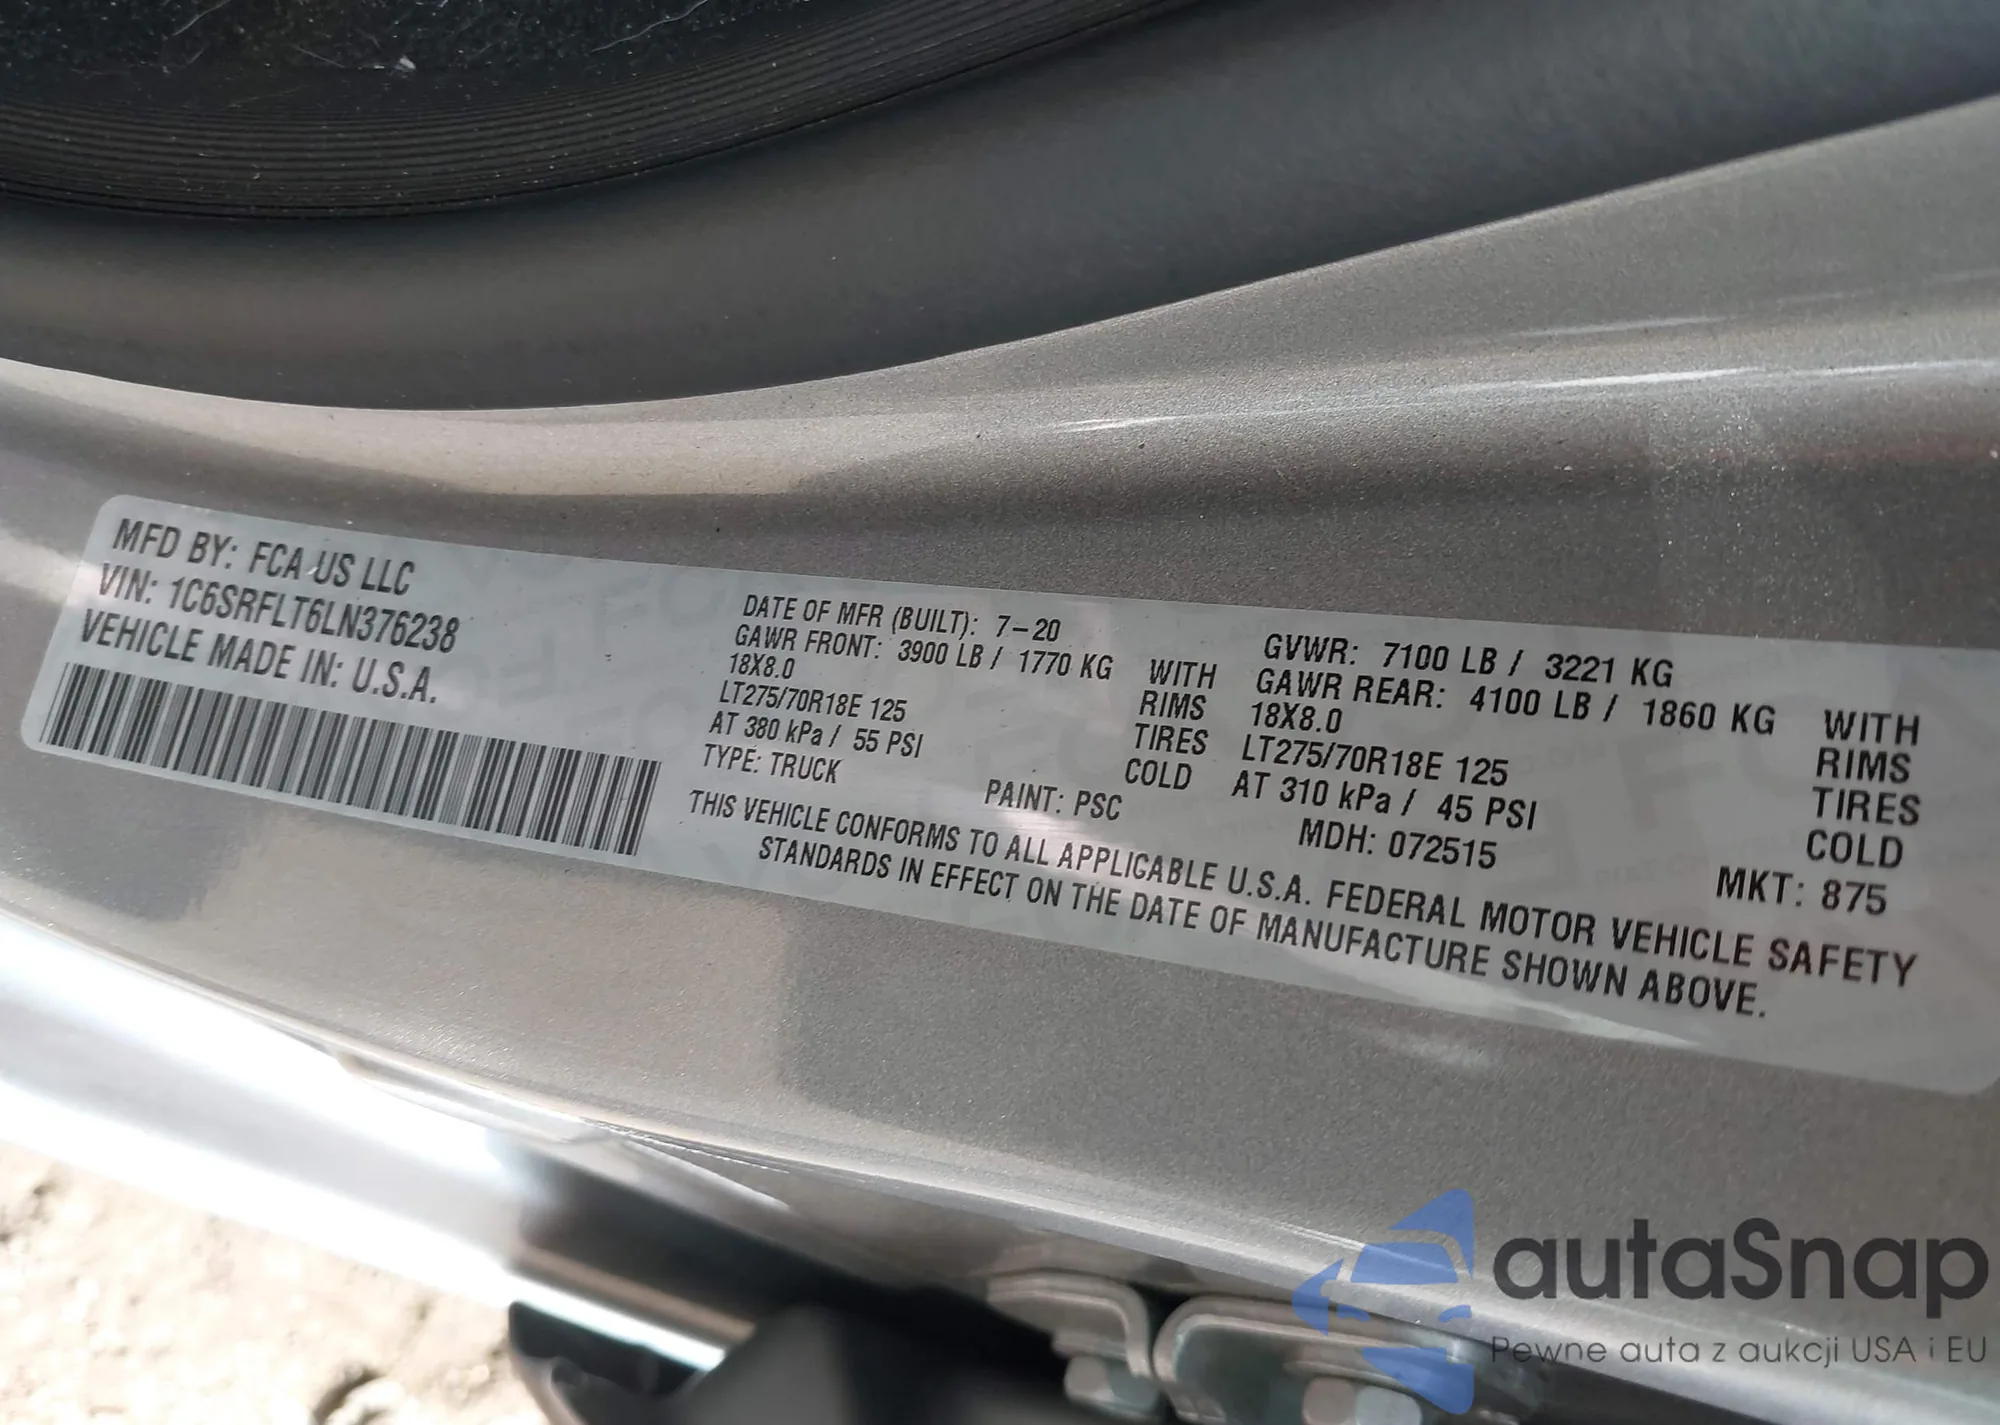 MFD BY: FCA US LLC
VIN: 1C6SRFLT6LN376238
VEHICLE MADE IN: U.S.A.
DATE OF MFR (BUILT): 7-20
GAWR FRONT: 3900 LB / 1770 KG WITH
18X8.0 RIMS
LT275/70R18E 125 TIRES
AT 380 kPa / 55 PSI COLD
TYPE: TRUCK
PAINT: PSC
GVWR: 7100 LB / 3221 KG
GAWR REAR: 4100 LB / 1860 KG WITH
18X8.0 RIMS
LT275/70R18E 125 TIRES
AT 310 kPa / 45 PSI COLD
MDH: 072515
MKT: 875
THIS VEHICLE CONFORMS TO ALL APPLICABLE U.S.A. FEDERAL MOTOR VEHICLE SAFETY
STANDARDS IN EFFECT ON THE DATE OF MANUFACTURE SHOWN ABOVE.
autaSnap
Pewne auta z aukcji USA i EU